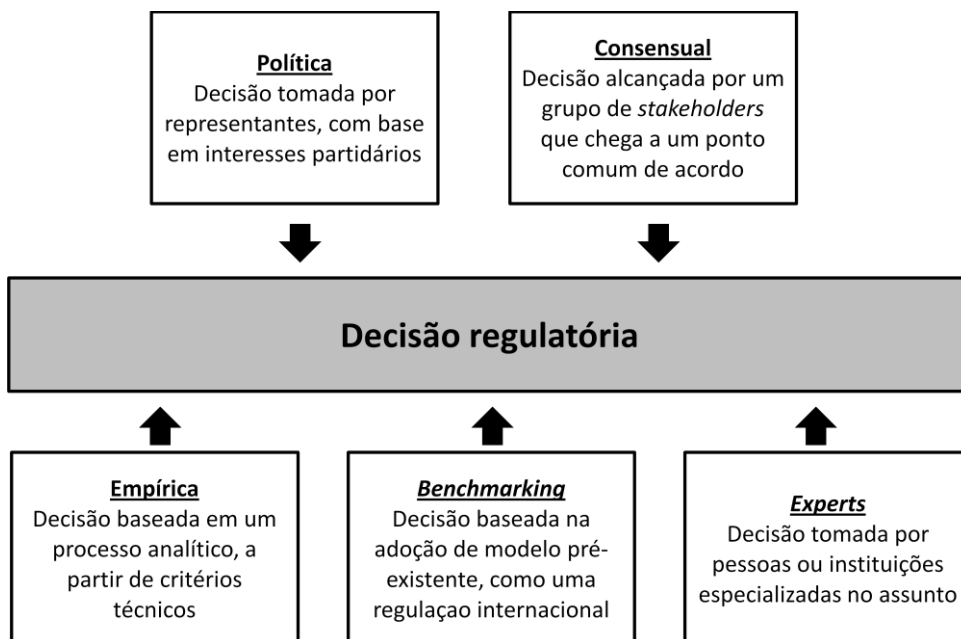 Política
Decisão tomada por
representantes, com base
em interesses partidários
Consensual
Decisão alcançada por um
grupo de stakeholders
que chega a um ponto
comum de acordo
Decisão regulatória
Empírica
Decisão baseada em um
processo analítico, a
partir de critérios
técnicos
Benchmarking
Decisão baseada na
adoção de modelo pré-
existente, como uma
regulaçao internacional
Experts
Decisão tomada por
pessoas ou instituições
especializadas no assunto